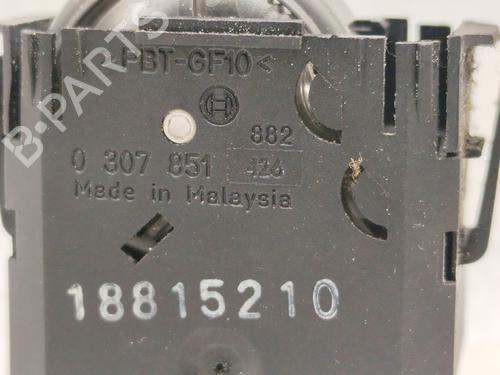 >PBT-GF10<
882
0 307 851 426
Made in Malaysia
18815210
B-PARTS